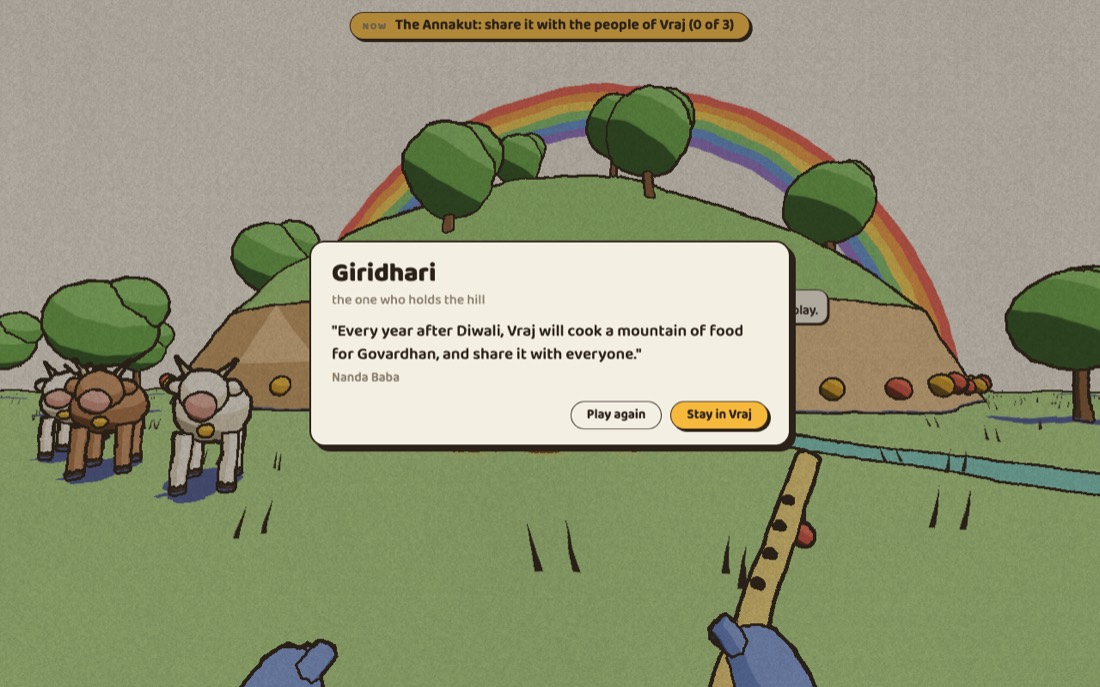 NOW The Annakut: share it with the people of Vraj (0 of 3)
Giridhari
the one who holds the hill
"Every year after Diwali, Vraj will cook a mountain of food
for Govardhan, and share it with everyone."
Nanda Baba
play.
Play again Stay in Vraj